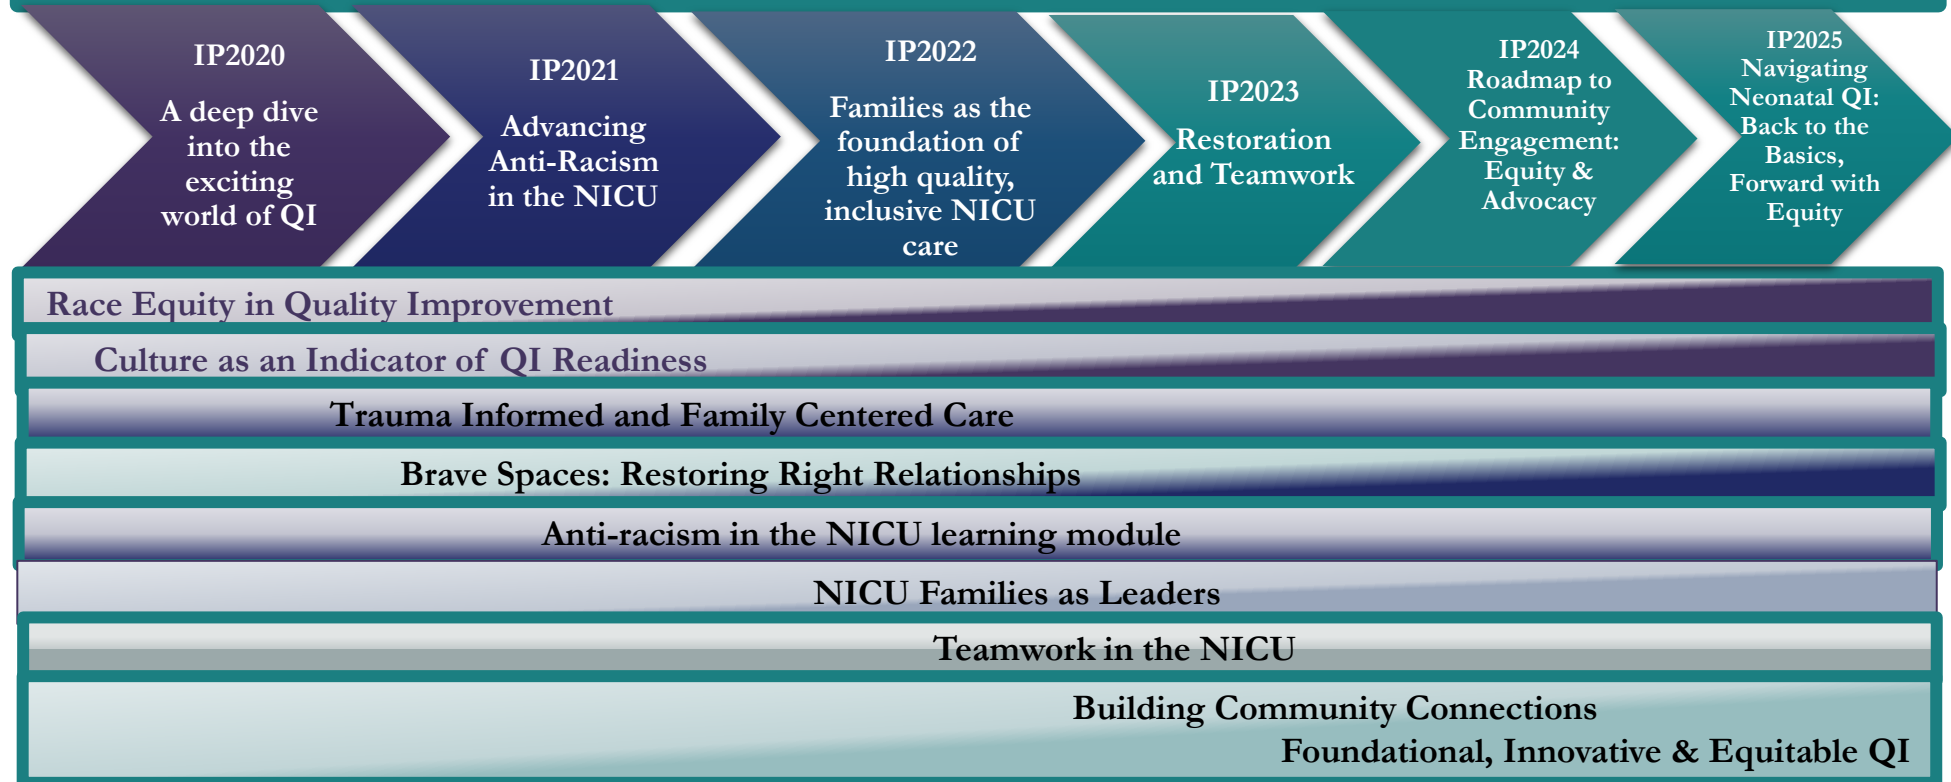 IP2020
A deep dive
into the
exciting
world of QI
IP2021
Advancing
Anti-Racism
in the NICU
IP2022
Families as the
foundation of
high quality,
inclusive NICU
care
IP2023
Restoration
and Teamwork
IP2024
Roadmap to
Community
Engagement:
Equity &
Advocacy
IP2025
Navigating
Neonatal QI:
Back to the
Basics,
Forward with
Equity
Race Equity in Quality Improvement
Culture as an Indicator of QI Readiness
Trauma Informed and Family Centered Care
Brave Spaces: Restoring Right Relationships
Anti-racism in the NICU learning module
NICU Families as Leaders
Teamwork in the NICU
Building Community Connections
Foundational, Innovative & Equitable QI